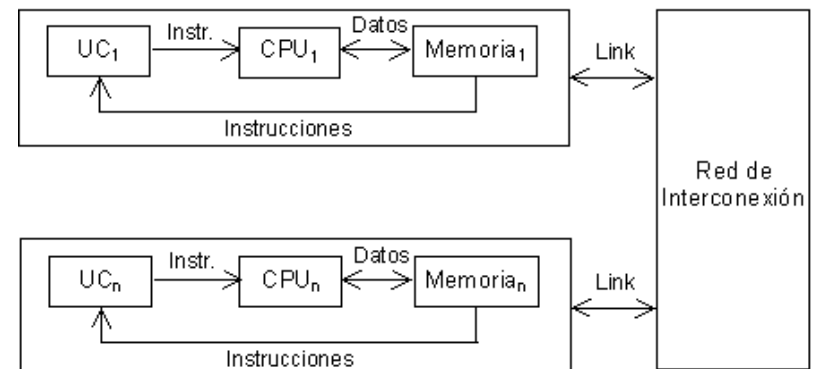 UC₁
Instr.
CPU₁
Datos
Memoria₁
Link
Instrucciones
Red de
Interconexión
UCₙ
Instr.
CPUₙ
Datos
Memoriaₙ
Link
Instrucciones